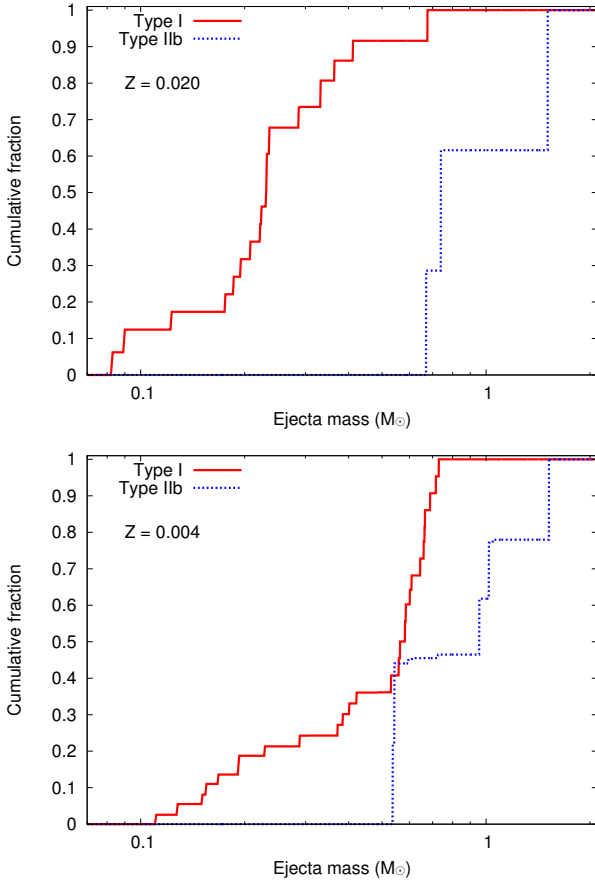 1
0.9
0.8
0.7
0.6
0.5
0.4
0.3
0.2
0.1
0
Cumulative fraction
Type I
Type IIb
Z = 0.020
0.1
1
Ejecta mass (M☉)
1
0.9
0.8
0.7
0.6
0.5
0.4
0.3
0.2
0.1
0
Cumulative fraction
Type I
Type IIb
Z = 0.004
0.1
1
Ejecta mass (M☉)